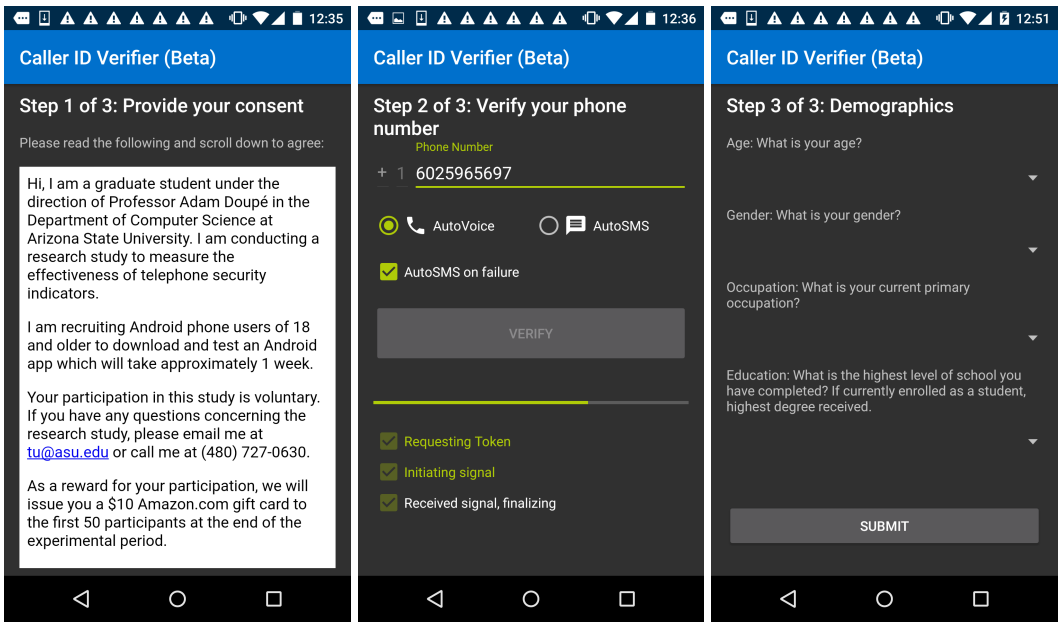 12:35
Caller ID Verifier (Beta)
Step 1 of 3: Provide your consent
Please read the following and scroll down to agree:
Hi, I am a graduate student under the
direction of Professor Adam Doupé in the
Department of Computer Science at
Arizona State University. I am conducting a
research study to measure the
effectiveness of telephone security
indicators.
I am recruiting Android phone users of 18
and older to download and test an Android
app which will take approximately 1 week.
Your participation in this study is voluntary.
If you have any questions concerning the
research study, please email me at
tu@asu.edu or call me at (480) 727-0630.
As a reward for your participation, we will
issue you a $10 Amazon.com gift card to
the first 50 participants at the end of the
experimental period.
12:36
Caller ID Verifier (Beta)
Step 2 of 3: Verify your phone
number
Phone Number
+ 1 6025965697
AutoVoice
AutoSMS
AutoSMS on failure
VERIFY
Requesting Token
Initiating signal
Received signal, finalizing
12:51
Caller ID Verifier (Beta)
Step 3 of 3: Demographics
Age: What is your age?
Gender: What is your gender?
Occupation: What is your current primary
occupation?
Education: What is the highest level of school you
have completed? If currently enrolled as a student,
highest degree received.
SUBMIT